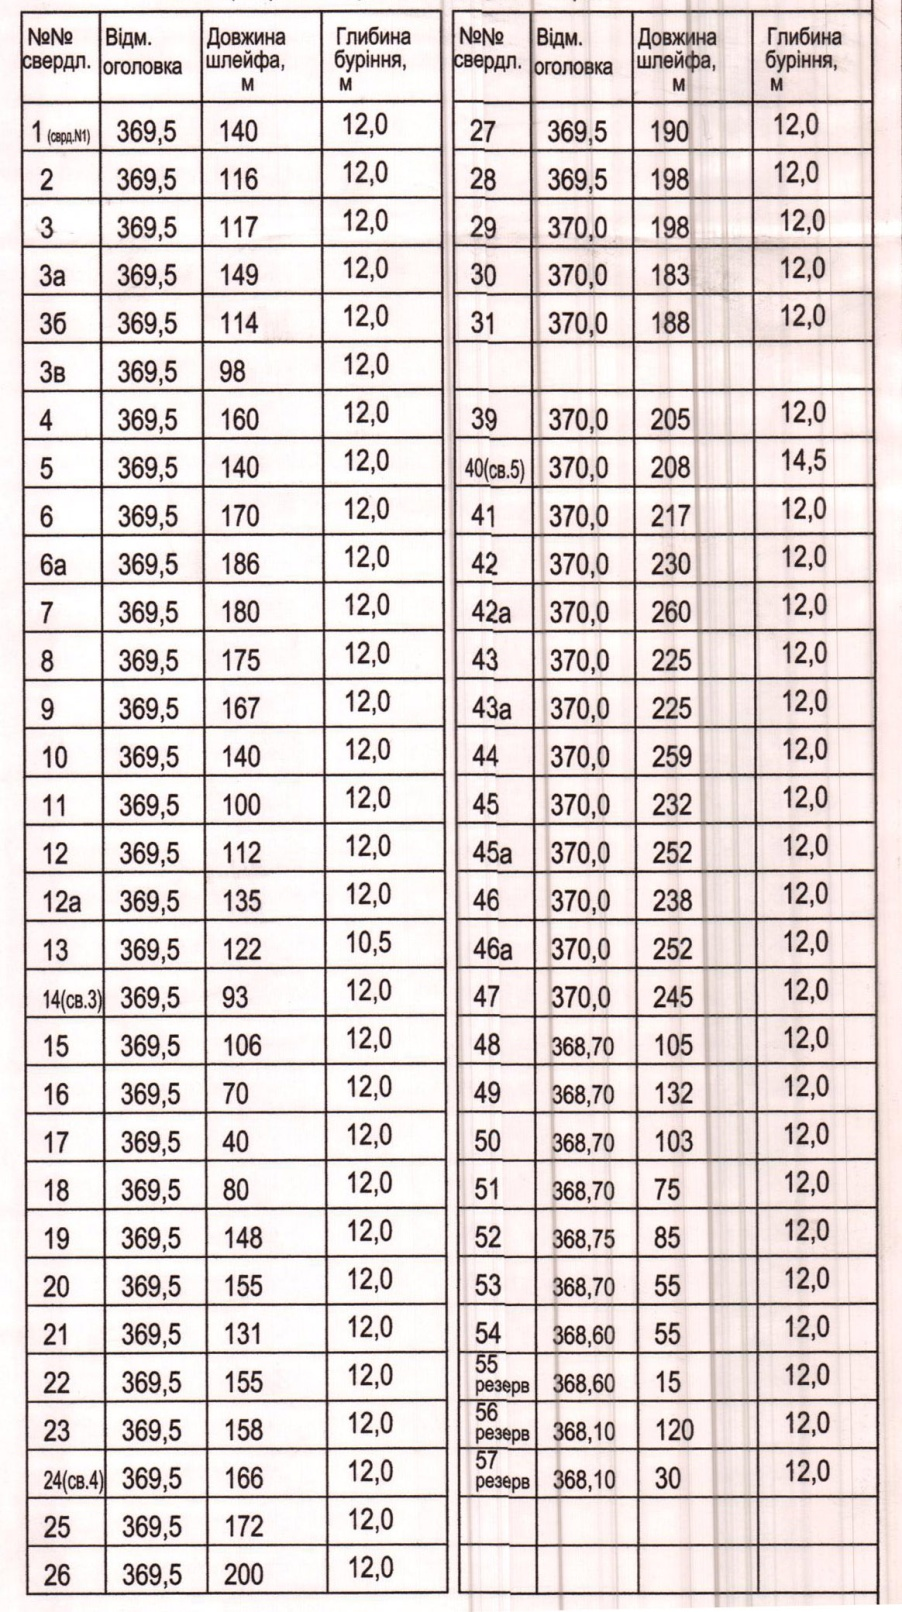 №№ свердл. Відм. оголовка Довжина шлейфа, м Глибина буріння, м
1 (сврд.N1) 369,5 140 12,0
2 369,5 116 12,0
3 369,5 117 12,0
3а 369,5 149 12,0
3б 369,5 114 12,0
3в 369,5 98 12,0
4 369,5 160 12,0
5 369,5 140 12,0
6 369,5 170 12,0
6а 369,5 186 12,0
7 369,5 180 12,0
8 369,5 175 12,0
9 369,5 167 12,0
10 369,5 140 12,0
11 369,5 100 12,0
12 369,5 112 12,0
12а 369,5 135 12,0
13 369,5 122 10,5
14(св.3) 369,5 93 12,0
15 369,5 106 12,0
16 369,5 70 12,0
17 369,5 40 12,0
18 369,5 80 12,0
19 369,5 148 12,0
20 369,5 155 12,0
21 369,5 131 12,0
22 369,5 155 12,0
23 369,5 158 12,0
24(св.4) 369,5 166 12,0
25 369,5 172 12,0
26 369,5 200 12,0
№№ свердл. Відм. оголовка Довжина шлейфа, м Глибина буріння, м
27 369,5 190 12,0
28 369,5 198 12,0
29 370,0 198 12,0
30 370,0 183 12,0
31 370,0 188 12,0
39 370,0 205 12,0
40(св.5) 370,0 208 14,5
41 370,0 217 12,0
42 370,0 230 12,0
42а 370,0 260 12,0
43 370,0 225 12,0
43а 370,0 225 12,0
44 370,0 259 12,0
45 370,0 232 12,0
45а 370,0 252 12,0
46 370,0 238 12,0
46а 370,0 252 12,0
47 370,0 245 12,0
48 368,70 105 12,0
49 368,70 132 12,0
50 368,70 103 12,0
51 368,70 75 12,0
52 368,75 85 12,0
53 368,70 55 12,0
54 368,60 55 12,0
55 резерв 368,60 15 12,0
56 резерв 368,10 120 12,0
57 резерв 368,10 30 12,0